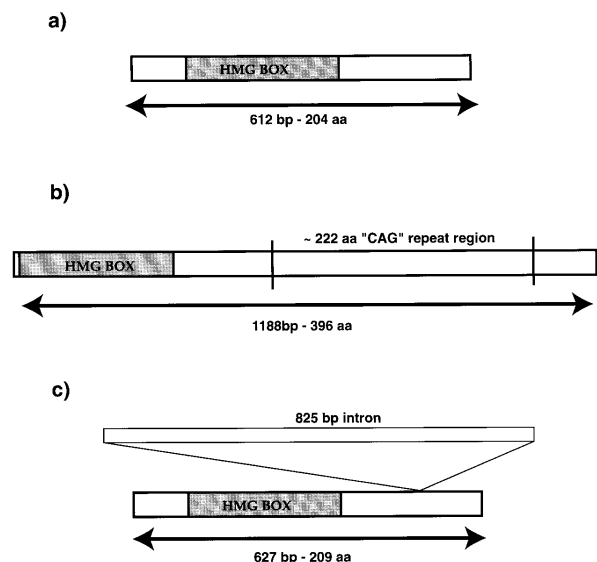 a)
HMG BOX
612 bp - 204 aa
b)
~ 222 aa "CAG" repeat region
HMG BOX
1188bp - 396 aa
c)
825 bp intron
HMG BOX
627 bp - 209 aa